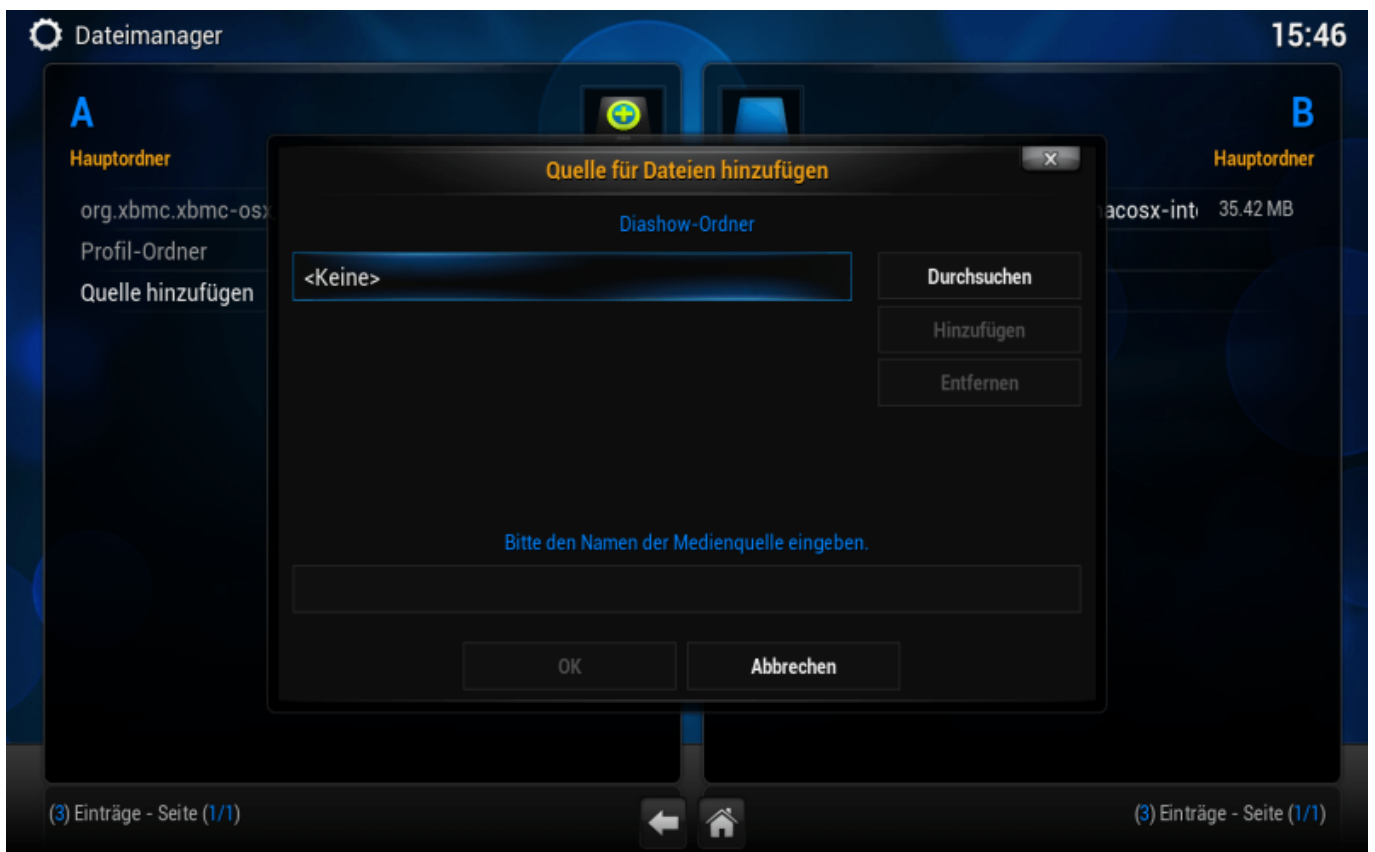 Dateimanager
15:46
A
B
Hauptordner
Hauptordner
Quelle für Dateien hinzufügen
x
org.xbmc.xbmc-osx
35.42 MB
Diashow-Ordner
Profil-Ordner
<Keine>
Durchsuchen
Quelle hinzufügen
Hinzufügen
Entfernen
Bitte den Namen der Medienquelle eingeben.
OK
Abbrechen
(3) Einträge - Seite (1/1)
(3) Einträge - Seite (1/1)